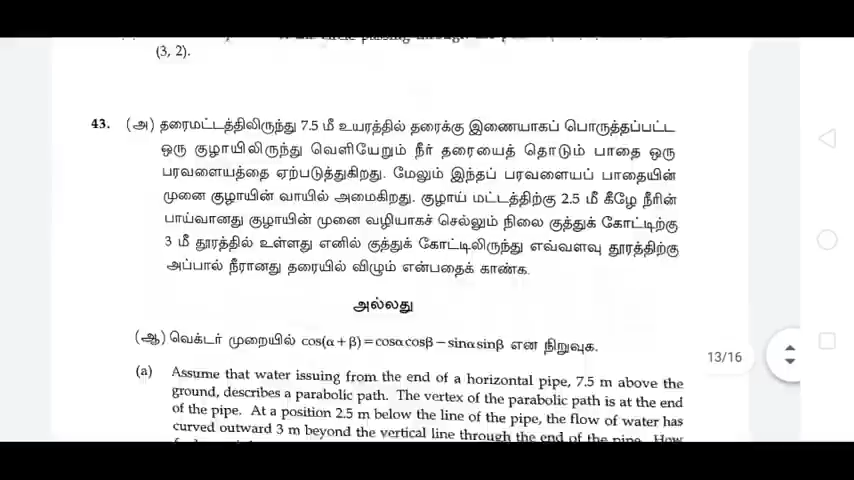 (3, 2).
43. (அ) தரைமட்டத்திலிருந்து 7.5 மீ உயரத்தில் தரைக்கு இணையாகப் பொருத்தப்பட்ட
ஒரு குழாயிலிருந்து வெளியேறும் நீர் தரையைத் தொடும் பாதை ஒரு
பரவளையத்தை ஏற்படுத்துகிறது. மேலும் இந்தப் பரவளையப் பாதையின்
முனை குழாயின் வாயில் அமைகிறது. குழாய் மட்டத்திற்கு 2.5 மீ கீழே நீரின்
பாய்வானது குழாயின் முனை வழியாகச் செல்லும் நிலை குத்துக் கோட்டிற்கு
3 மீ தூரத்தில் உள்ளது எனில் குத்துக் கோட்டிலிருந்து எவ்வளவு தூரத்திற்கு
அப்பால் நீரானது தரையில் விழும் என்பதைக் காண்க.
அல்லது
(ஆ) வெக்டர் முறையில் cos(α + β) = cosα cosβ − sinα sinβ என நிறுவுக.
13/16
(a) Assume that water issuing from the end of a horizontal pipe, 7.5 m above the
ground, describes a parabolic path. The vertex of the parabolic path is at the end
of the pipe. At a position 2.5 m below the line of the pipe, the flow of water has
curved outward 3 m beyond the vertical line through the end of the pipe. How